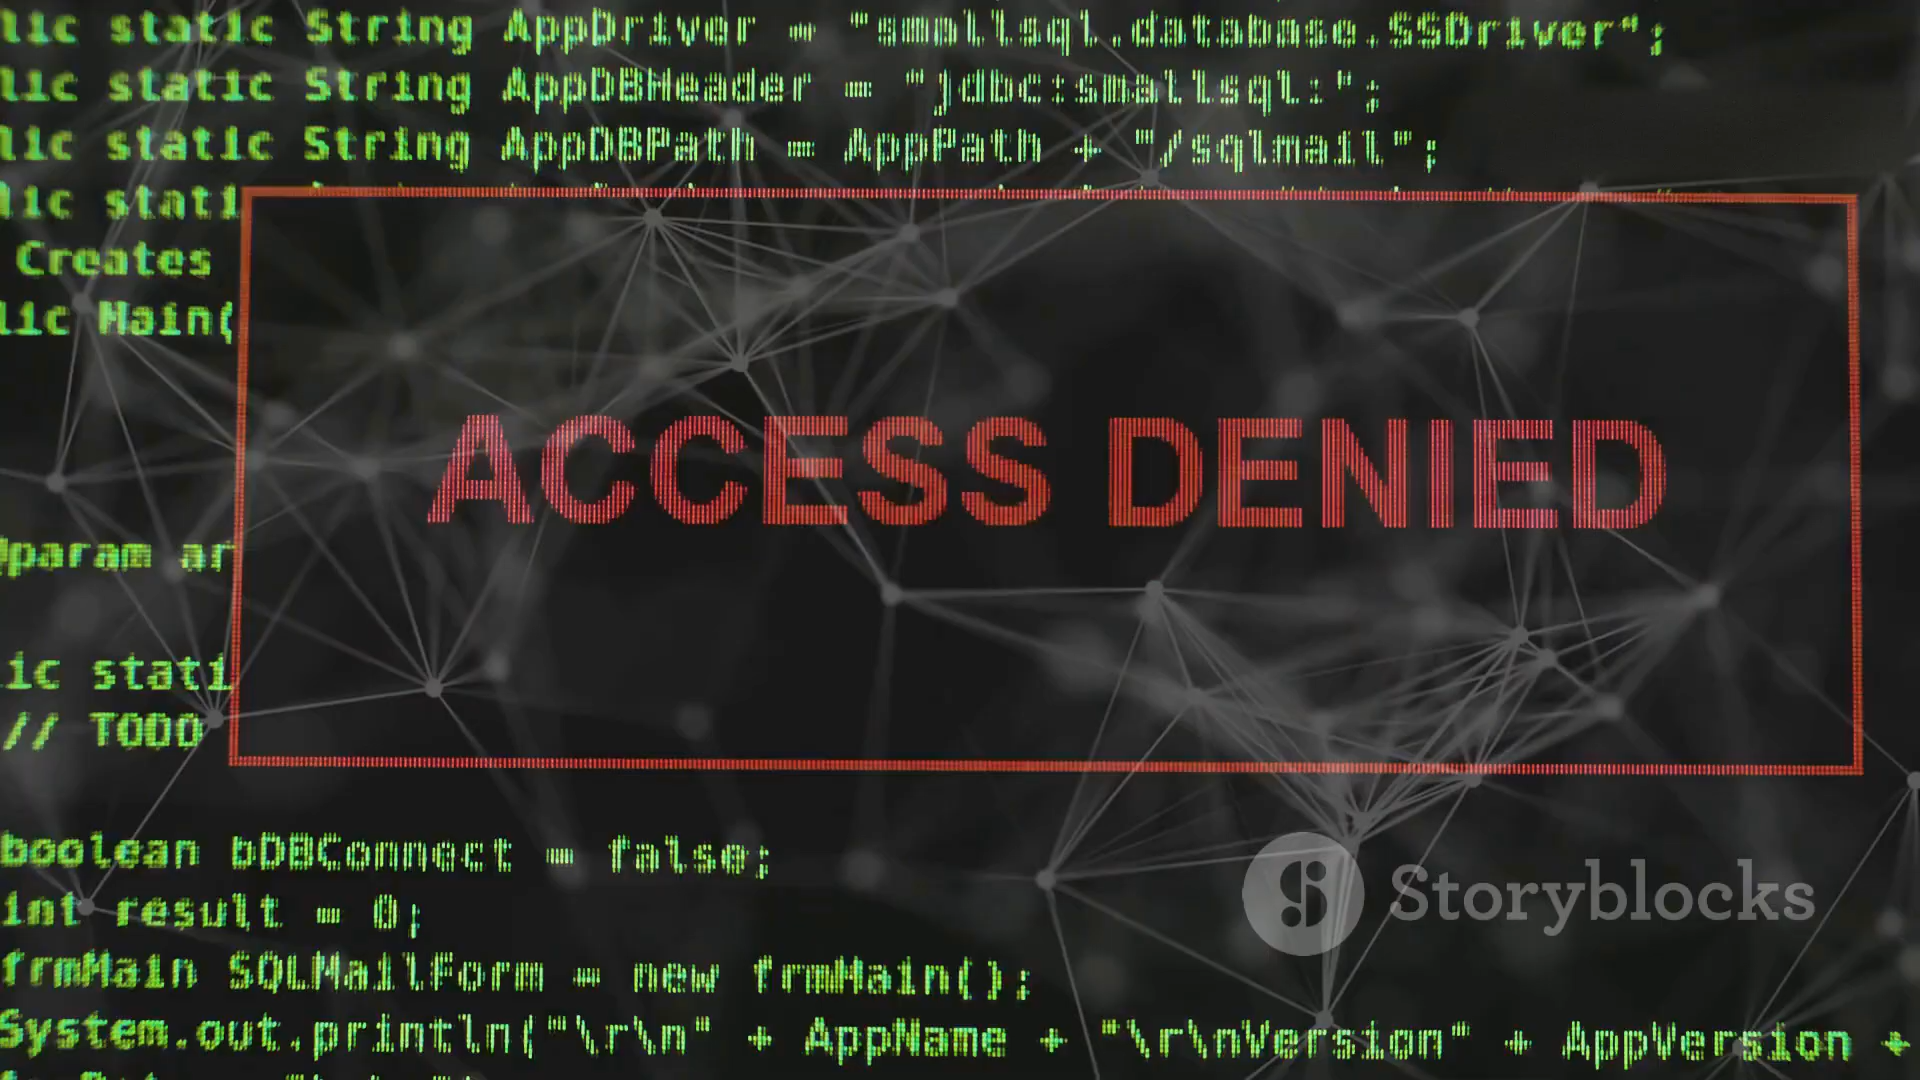 lic static String AppDriver = "smallsql.database.SSDriver";
lic static String AppDBHeader = "jdbc:smallsql:";
lic static String AppDBPath = AppPath + "/sqlmail";
lic stati
Creates
lic Main(
ACCESS DENIED
@param ar
ic stati
// TODO
boolean bDBConnect = false;
int result = 0;
Storyblocks
frmMain SQLMailForm = new frmMain();
System.out.println("\r\n" + AppName + "\r\nVersion" + AppVersion +